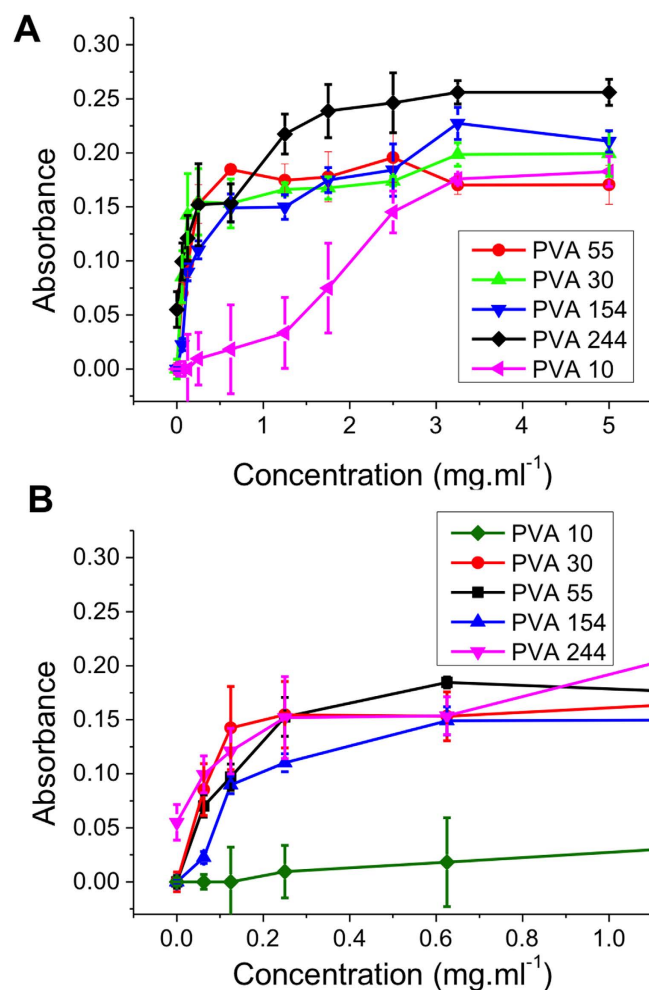 A
0.30
0.25
0.20
0.15
0.10
0.05
0.00
Absorbance
PVA 55
PVA 30
PVA 154
PVA 244
PVA 10
0 1 2 3 4 5
Concentration (mg.ml⁻¹)
B
0.30
0.25
0.20
0.15
0.10
0.05
0.00
Absorbance
PVA 10
PVA 30
PVA 55
PVA 154
PVA 244
0.0 0.2 0.4 0.6 0.8 1.0
Concentration (mg.ml⁻¹)